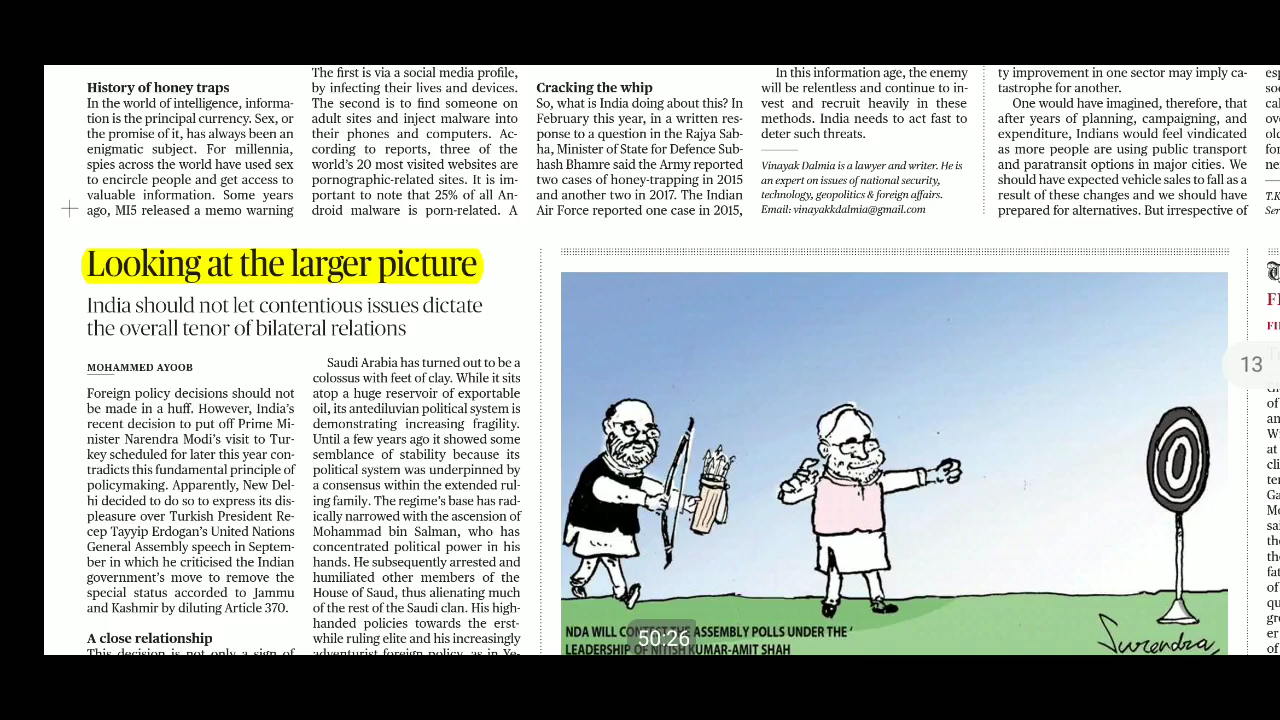 History of honey traps
In the world of intelligence, informa-
tion is the principal currency. Sex, or
the promise of it, has always been an
enigmatic subject. For millennia,
spies across the world have used sex
to encircle people and get access to
valuable information. Some years
ago, MI5 released a memo warning
The first is via a social media profile,
by infecting their lives and devices.
The second is to find someone on
adult sites and inject malware into
their phones and computers. Ac-
cording to reports, three of the
world's 20 most visited websites are
pornographic-related sites. It is im-
portant to note that 25% of all An-
droid malware is porn-related. A
Cracking the whip
So, what is India doing about this? In
February this year, in a written res-
ponse to a question in the Rajya Sab-
ha, Minister of State for Defence Sub-
hash Bhamre said the Army reported
two cases of honey-trapping in 2015
and another two in 2017. The Indian
Air Force reported one case in 2015,
In this information age, the enemy
will be relentless and continue to in-
vest and recruit heavily in these
methods. India needs to act fast to
deter such threats.
Vinayak Dalmia is a lawyer and writer. He is
an expert on issues of national security,
technology, geopolitics & foreign affairs.
Email: vinayakkdalmia@gmail.com
ty improvement in one sector may imply ca-
tastrophe for another.
One would have imagined, therefore, that
after years of planning, campaigning, and
expenditure, Indians would feel vindicated
as more people are using public transport
and paratransit options in major cities. We
should have expected vehicle sales to fall as a
result of these changes and we should have
prepared for alternatives. But irrespective of
Looking at the larger picture
India should not let contentious issues dictate
the overall tenor of bilateral relations
MOHAMMED AYOOB
Foreign policy decisions should not
be made in a huff. However, India's
recent decision to put off Prime Mi-
nister Narendra Modi's visit to Tur-
key scheduled for later this year con-
tradicts this fundamental principle of
policymaking. Apparently, New Del-
hi decided to do so to express its dis-
pleasure over Turkish President Re-
cep Tayyip Erdogan's United Nations
General Assembly speech in Septem-
ber in which he criticised the Indian
government's move to remove the
special status accorded to Jammu
and Kashmir by diluting Article 370.
A close relationship
This decision is not only a sign of
Saudi Arabia has turned out to be a
colossus with feet of clay. While it sits
atop a huge reservoir of exportable
oil, its antediluvian political system is
demonstrating increasing fragility.
Until a few years ago it showed some
semblance of stability because its
political system was underpinned by
a consensus within the extended rul-
ing family. The regime's base has rad-
ically narrowed with the ascension of
Mohammad bin Salman, who has
concentrated political power in his
hands. He subsequently arrested and
humiliated other members of the
House of Saud, thus alienating much
of the rest of the Saudi clan. His high-
handed policies towards the erst-
while ruling elite and his increasingly
adventurist foreign policy, as in Ye-
NDA WILL CONTEST THE ASSEMBLY POLLS UNDER THE '
LEADERSHIP OF NITISH KUMAR-AMIT SHAH
Surendra
50:26
13